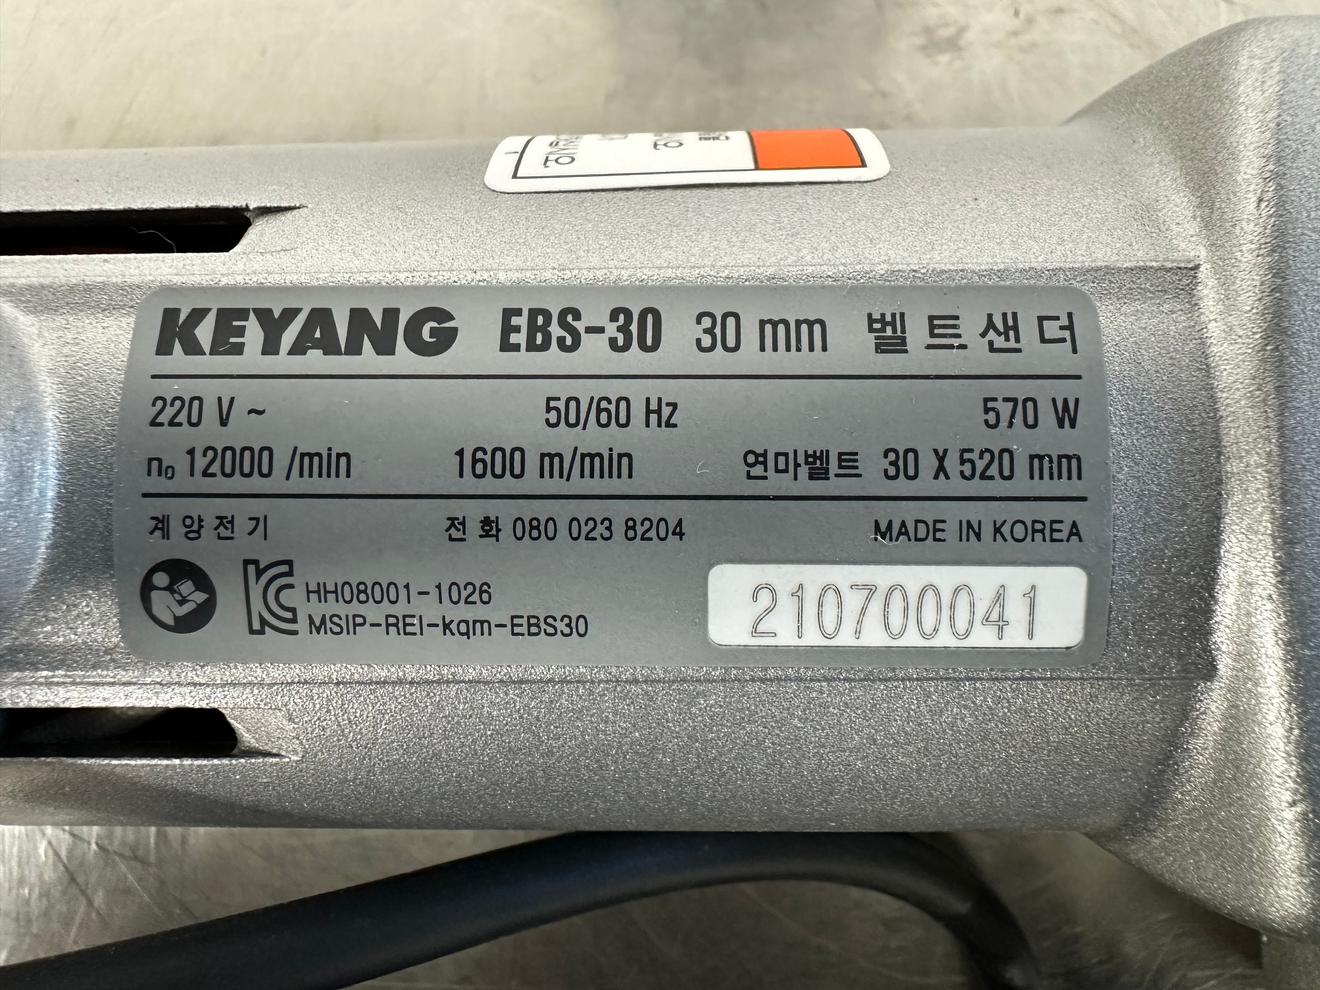 KEYANG EBS-30 30 mm 벨트샌더
220 V ~ 50/60 Hz 570 W
n₀ 12000 /min 1600 m/min 연마벨트 30 X 520 mm
계양전기 전화 080 023 8204 MADE IN KOREA
HH08001-1026
MSIP-REI-kqm-EBS30
210700041